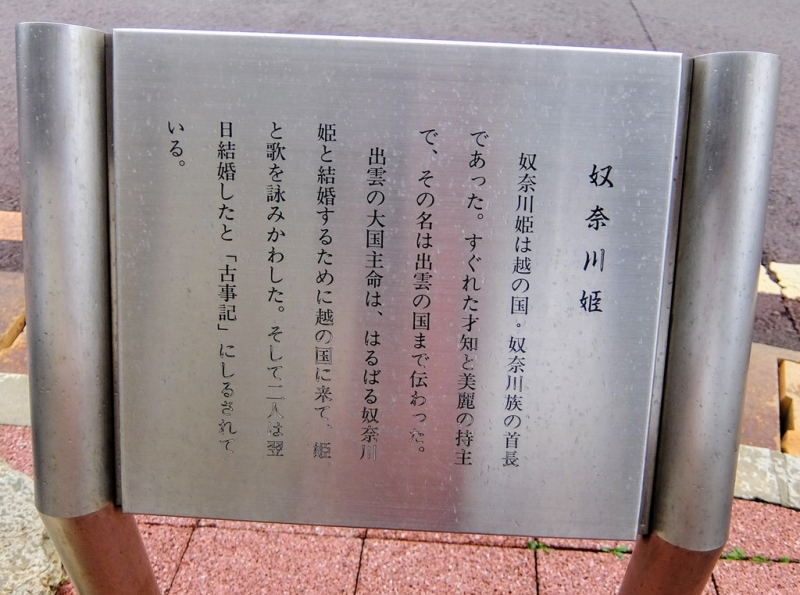 奴奈川姫
奴奈川姫は越の国。奴奈川族の首長
であった。すぐれた才知と美麗の持主
で、その名は出雲の国まで伝わった。
出雲の大国主命は、はるばる奴奈川
姫と結婚するために越の国に来て、姫
と歌を詠みかわした。そして二人は翌
日結婚したと「古事記」にしるされて
いる。